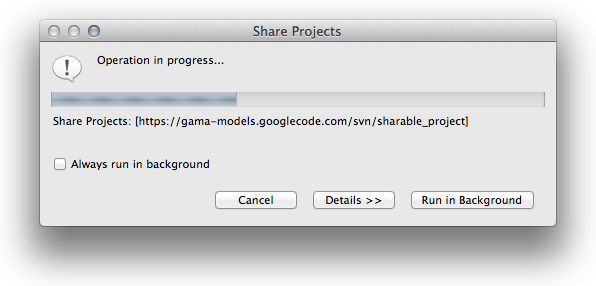 Share Projects
Operation in progress...
Share Projects: [https://gama-models.googlecode.com/svn/sharable_project]
Always run in background
Cancel
Details >>
Run in Background